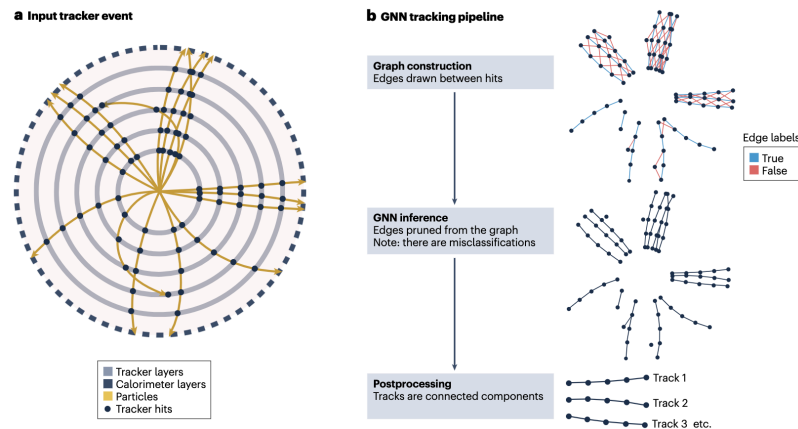 a Input tracker event
Tracker layers
Calorimeter layers
Particles
Tracker hits
b GNN tracking pipeline
Graph construction
Edges drawn between hits
Edge labels
True
False
GNN inference
Edges pruned from the graph
Note: there are misclassifications
Postprocessing
Tracks are connected components
Track 1
Track 2
Track 3 etc.